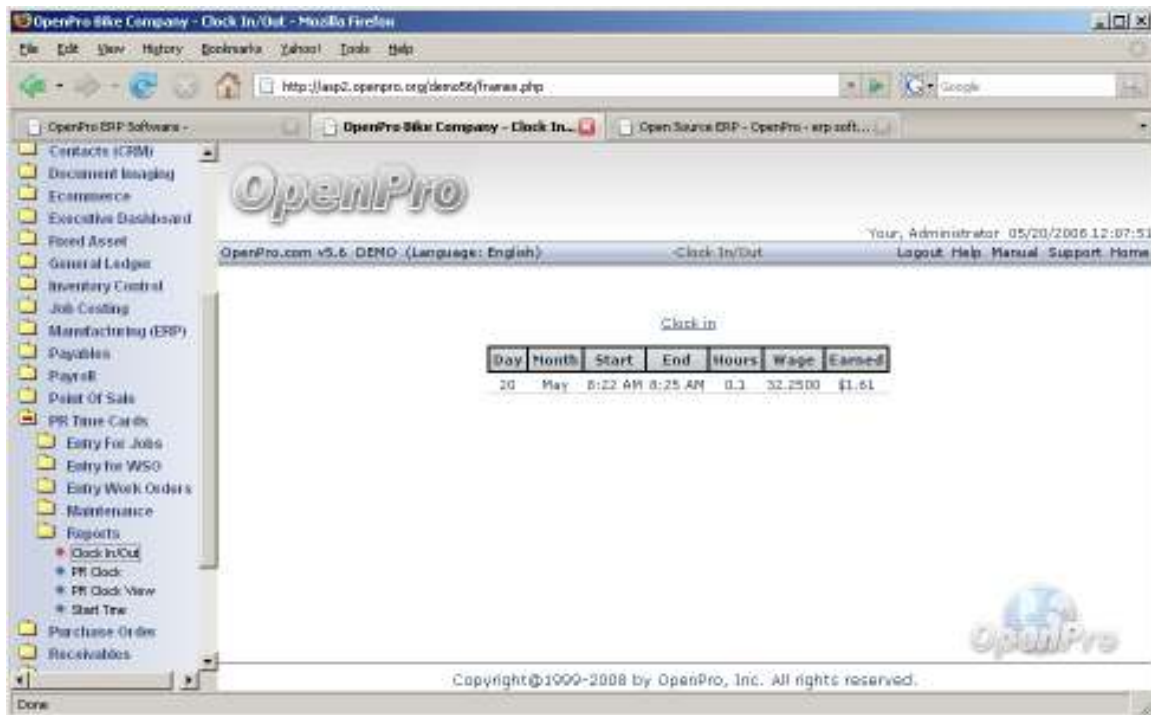 OpenPro Bike Company - Clock In/Out - Mozilla Firefox
File Edit View History Bookmarks Yahoo! Tools Help
http://asp2.openpro.org/demo56/frames.php
Google
OpenPro ERP Software -
OpenPro Bike Company - Clock In...
Open Source ERP - OpenPro - erp soft...
Contacts (CRM)
Document Imaging
Ecommerce
Executive Dashboard
Fixed Asset
General Ledger
Inventory Control
Job Costing
Manufacturing (ERP)
Payables
Payroll
Point Of Sale
PR Time Cards
Entry For Jobs
Entry for WSO
Entry Work Orders
Maintenance
Reports
Clock In/Out
PR Clock
PR Clock View
Start Time
Purchase Order
Receivables
OpenPro
Your, Administrator 05/20/2008 12:07:51
OpenPro.com v5.6 DEMO (Language: English)
Clock In/Out
Logout Help Manual Support Home
Clock in
Day Month Start End Hours Wage Earned
20 May 8:22 AM 8:25 AM 0.1 32.2500 $1.61
OpenPro
Copyright©1999-2008 by OpenPro, Inc. All rights reserved.
Done